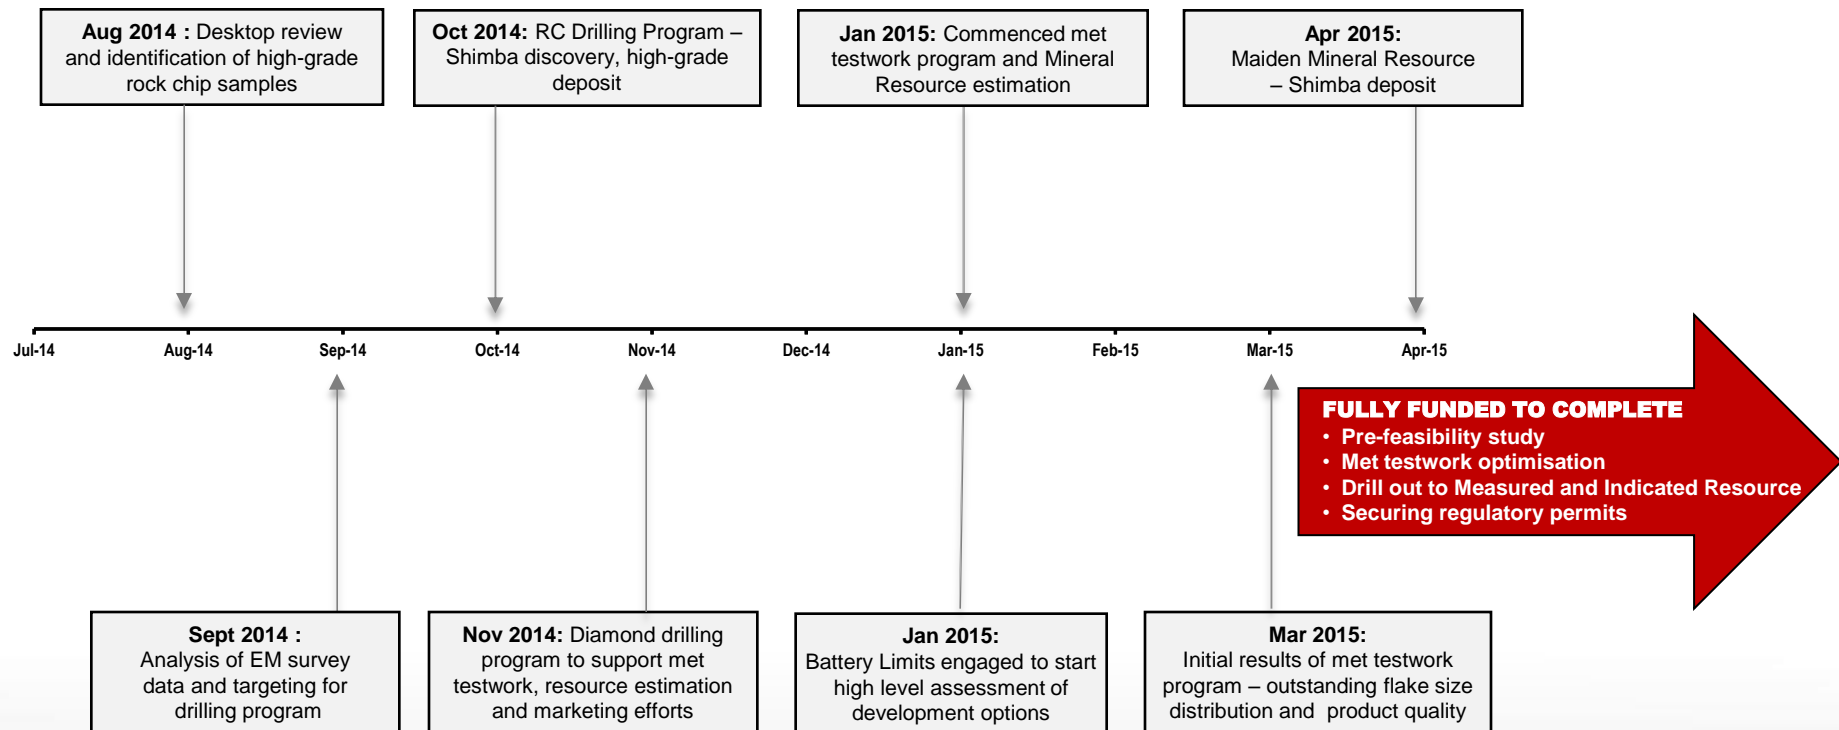 Aug 2014 : Desktop review
and identification of high-grade
rock chip samples
Oct 2014: RC Drilling Program –
Shimba discovery, high-grade
deposit
Jan 2015: Commenced met
testwork program and Mineral
Resource estimation
Apr 2015:
Maiden Mineral Resource
– Shimba deposit
Jul-14
Aug-14
Sep-14
Oct-14
Nov-14
Dec-14
Jan-15
Feb-15
Mar-15
Apr-15
FULLY FUNDED TO COMPLETE
• Pre-feasibility study
• Met testwork optimisation
• Drill out to Measured and Indicated Resource
• Securing regulatory permits
Sept 2014 :
Analysis of EM survey
data and targeting for
drilling program
Nov 2014: Diamond drilling
program to support met
testwork, resource estimation
and marketing efforts
Jan 2015:
Battery Limits engaged to start
high level assessment of
development options
Mar 2015:
Initial results of met testwork
program – outstanding flake size
distribution and product quality